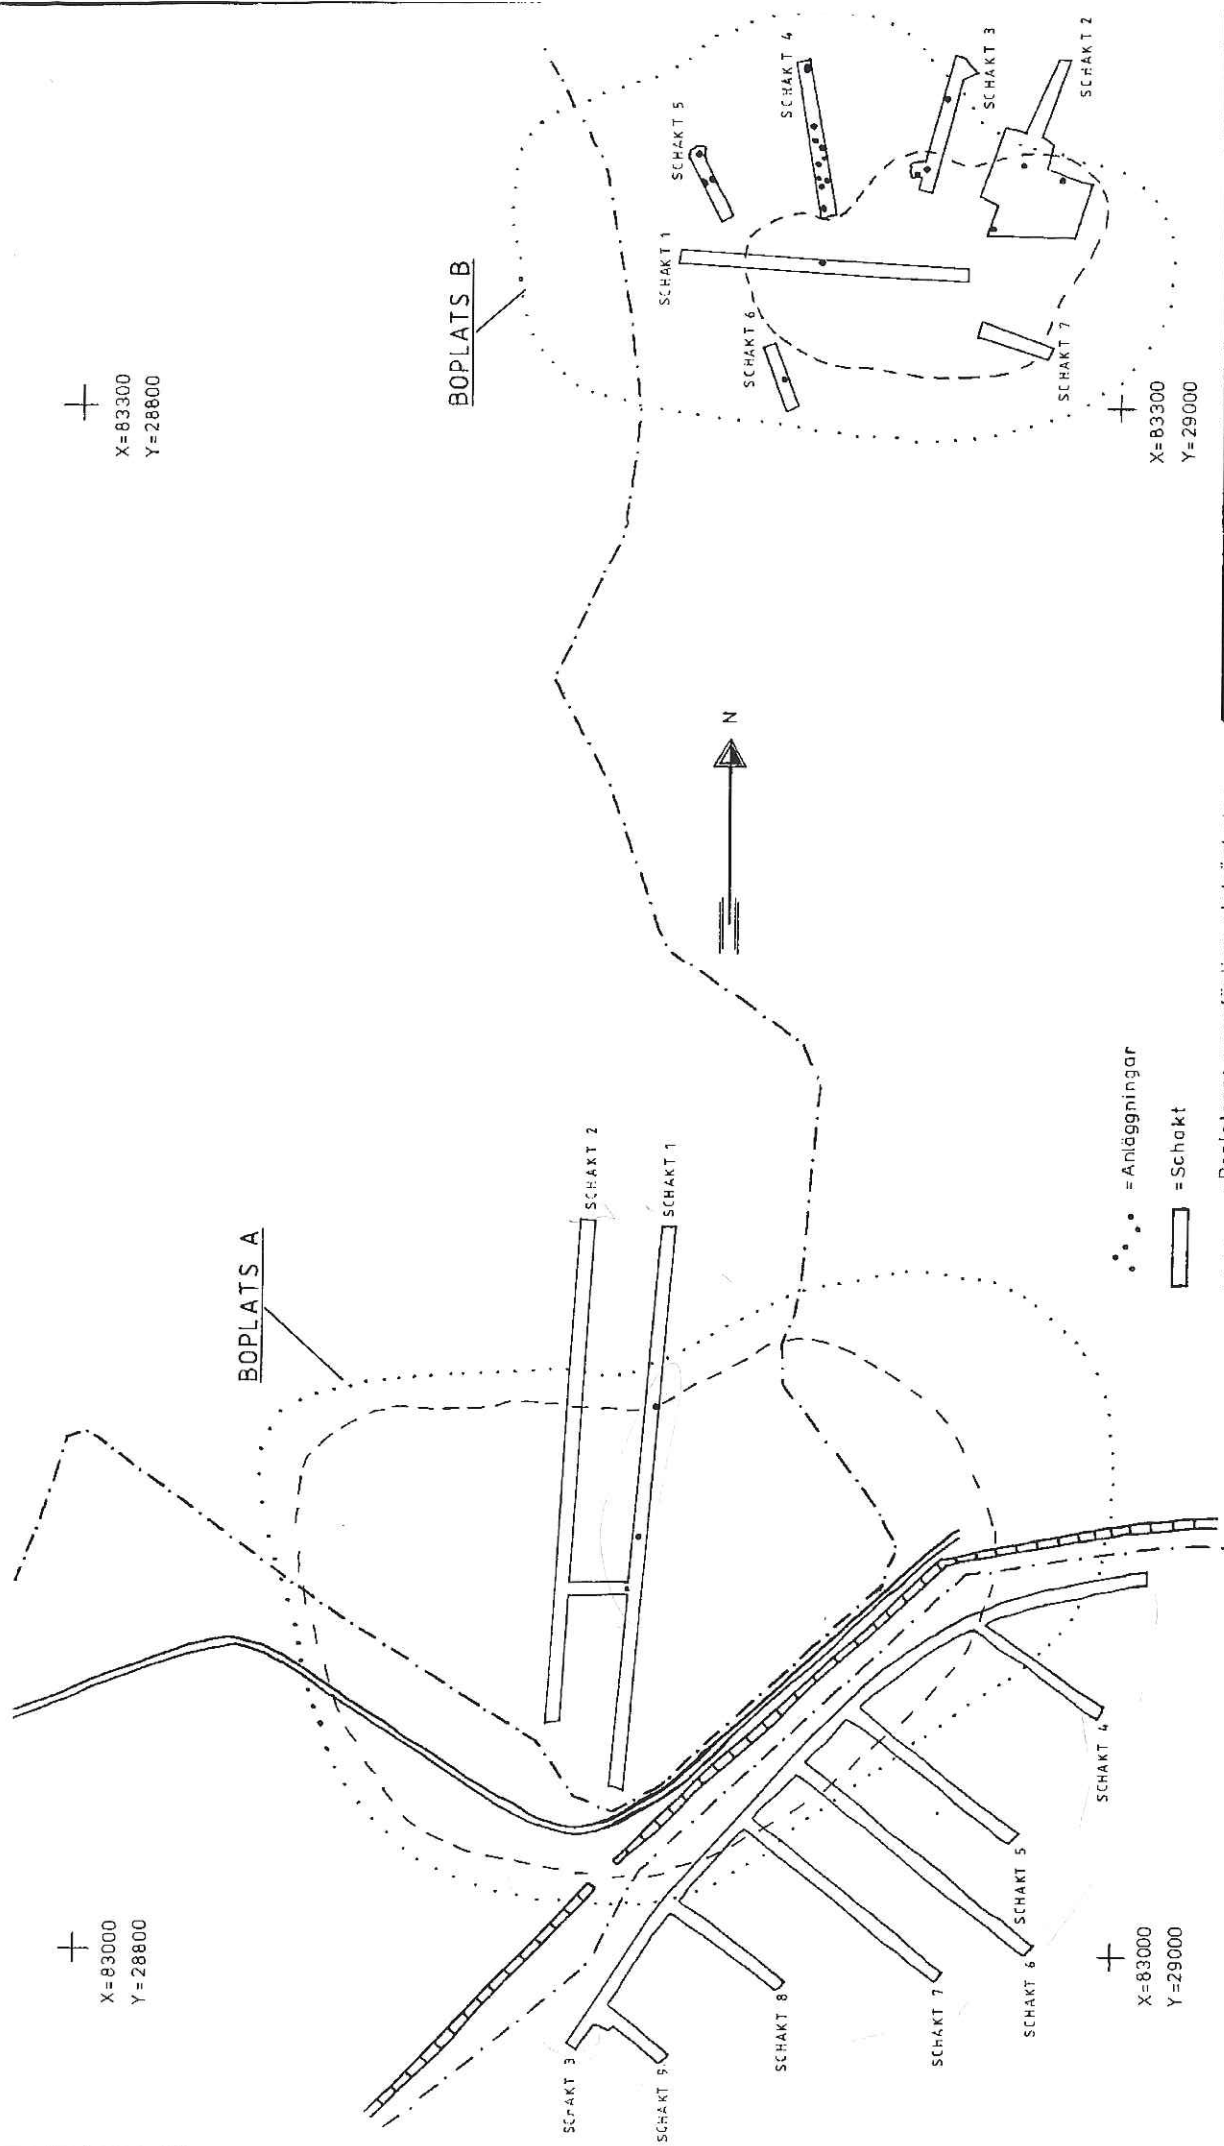 X=83300
Y=28800
BOPLATS B
SCHAKT 5
SCHAKT 4
SCHAKT 3
SCHAKT 2
SCHAKT 1
SCHAKT 6
SCHAKT 7
X=83300
Y=29000
N
BOPLATS A
SCHAKT 2
SCHAKT 1
=Anläggningar
=Schakt
X=83000
Y=28800
SCHAKT 3
SCHAKT 9
SCHAKT 8
SCHAKT 7
SCHAKT 6
SCHAKT 5
SCHAKT 4
X=83000
Y=29000